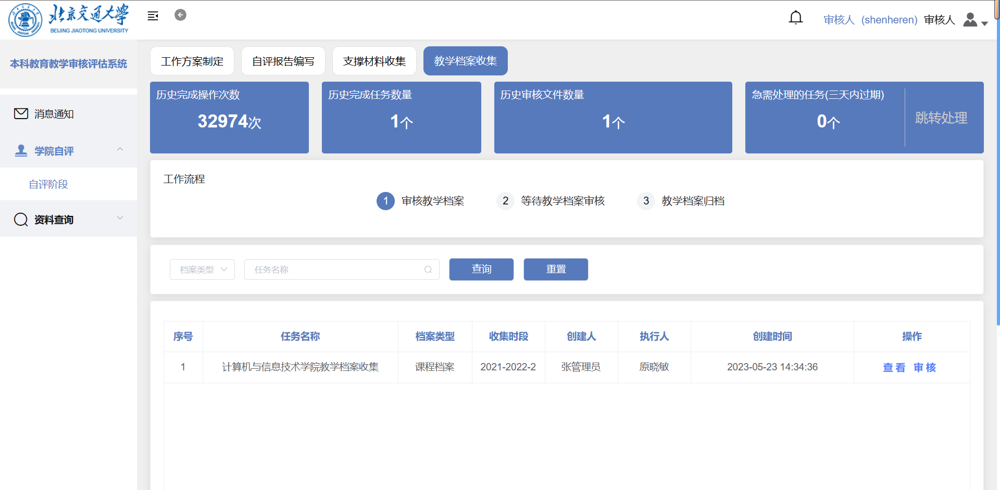 北京交通大学
BEIJING JIAOTONG UNIVERSITY
审核人 (shenheren) 审核人
本科教育教学审核评估系统
消息通知
学院自评
自评阶段
资料查询
工作方案制定 自评报告编写 支撑材料收集 教学档案收集
历史完成操作次数
32974次
历史完成任务数量
1个
历史审核文件数量
1个
急需处理的任务(三天内过期)
0个
跳转处理
工作流程
1 审核教学档案 2 等待教学档案审核 3 教学档案归档
档案类型 任务名称 查询 重置
序号 任务名称 档案类型 收集时段 创建人 执行人 创建时间 操作
1 计算机与信息技术学院教学档案收集 课程档案 2021-2022-2 张管理员 原晓敏 2023-05-23 14:34:36 查看 审核